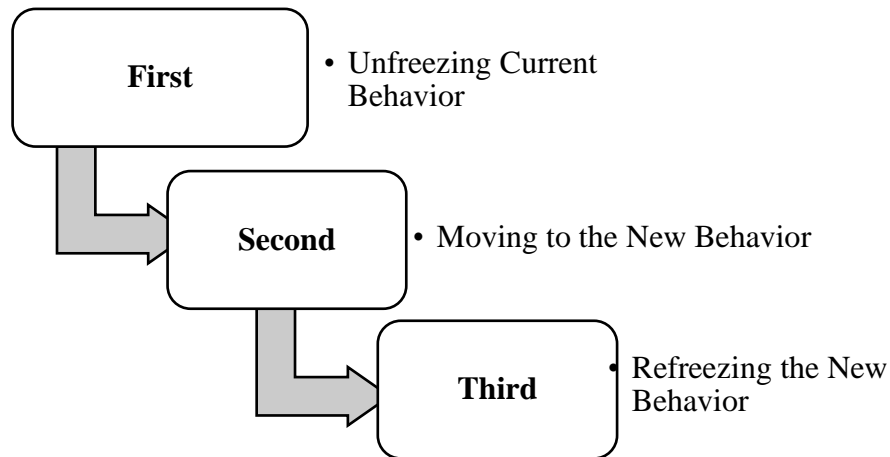 First
• Unfreezing Current
Behavior
Second
• Moving to the New Behavior
Third
• Refreezing the New
Behavior